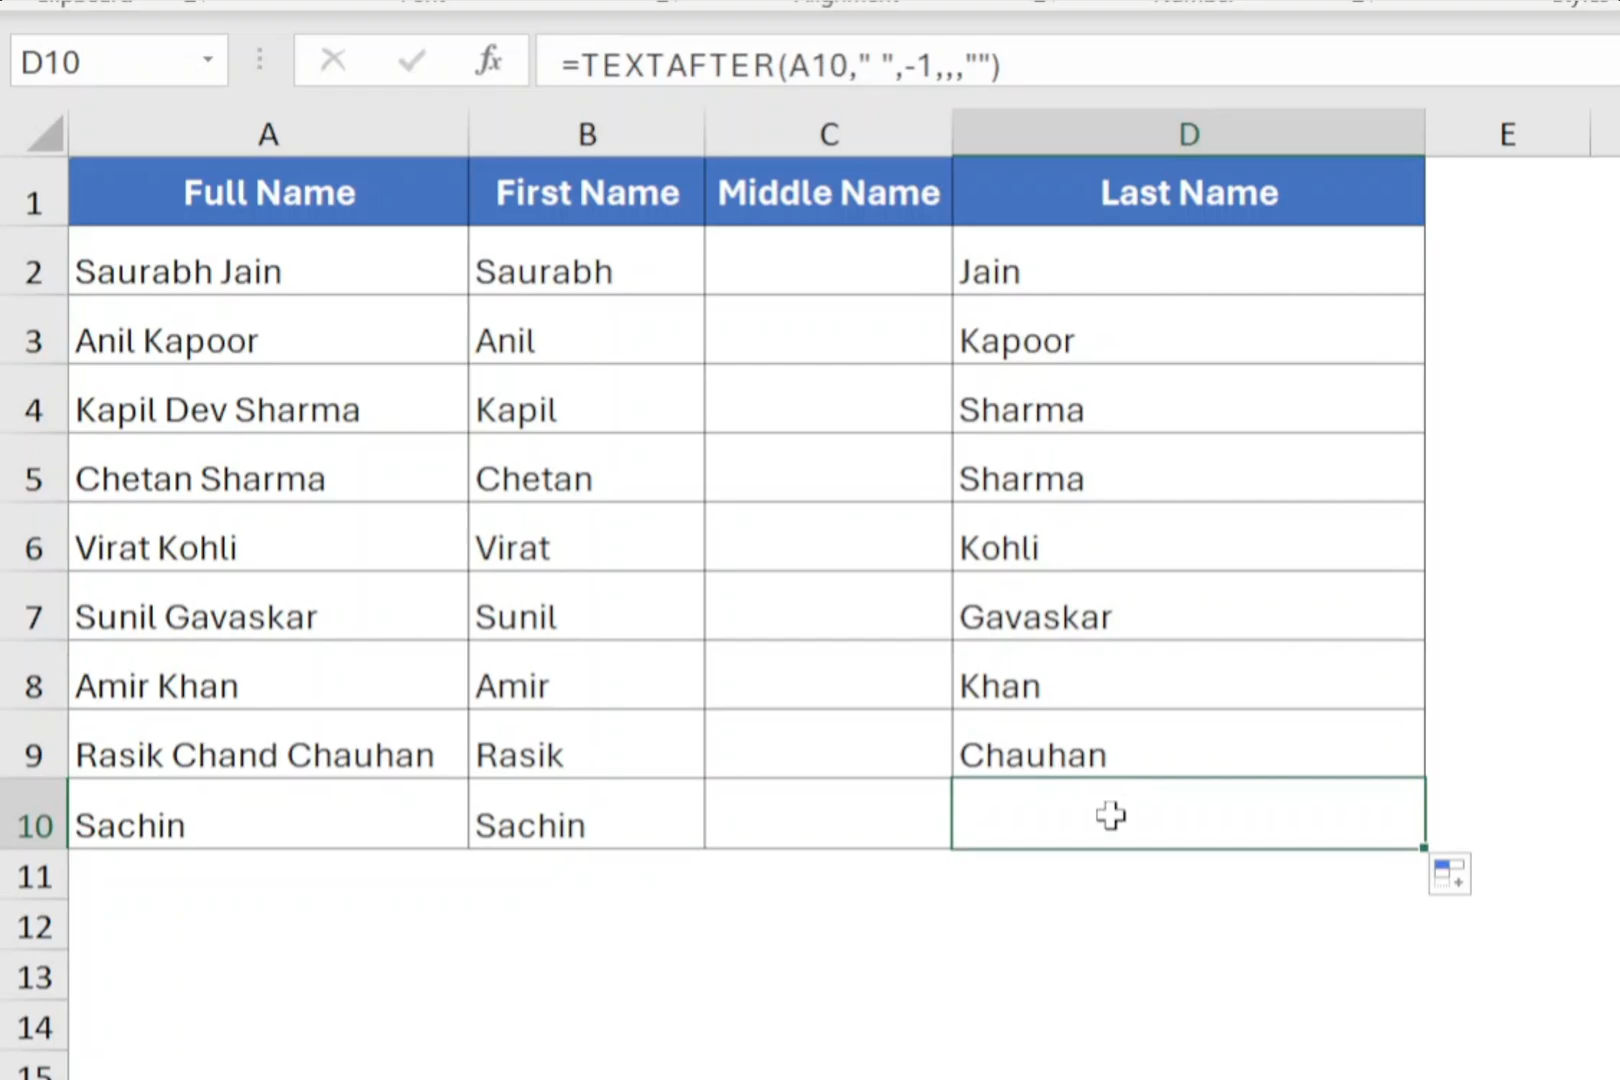 D10 fx =TEXTAFTER(A10," ",-1,,,"")
A B C D E
1 Full Name First Name Middle Name Last Name
2 Saurabh Jain Saurabh Jain
3 Anil Kapoor Anil Kapoor
4 Kapil Dev Sharma Kapil Sharma
5 Chetan Sharma Chetan Sharma
6 Virat Kohli Virat Kohli
7 Sunil Gavaskar Sunil Gavaskar
8 Amir Khan Amir Khan
9 Rasik Chand Chauhan Rasik Chauhan
10 Sachin Sachin
11
12
13
14
15